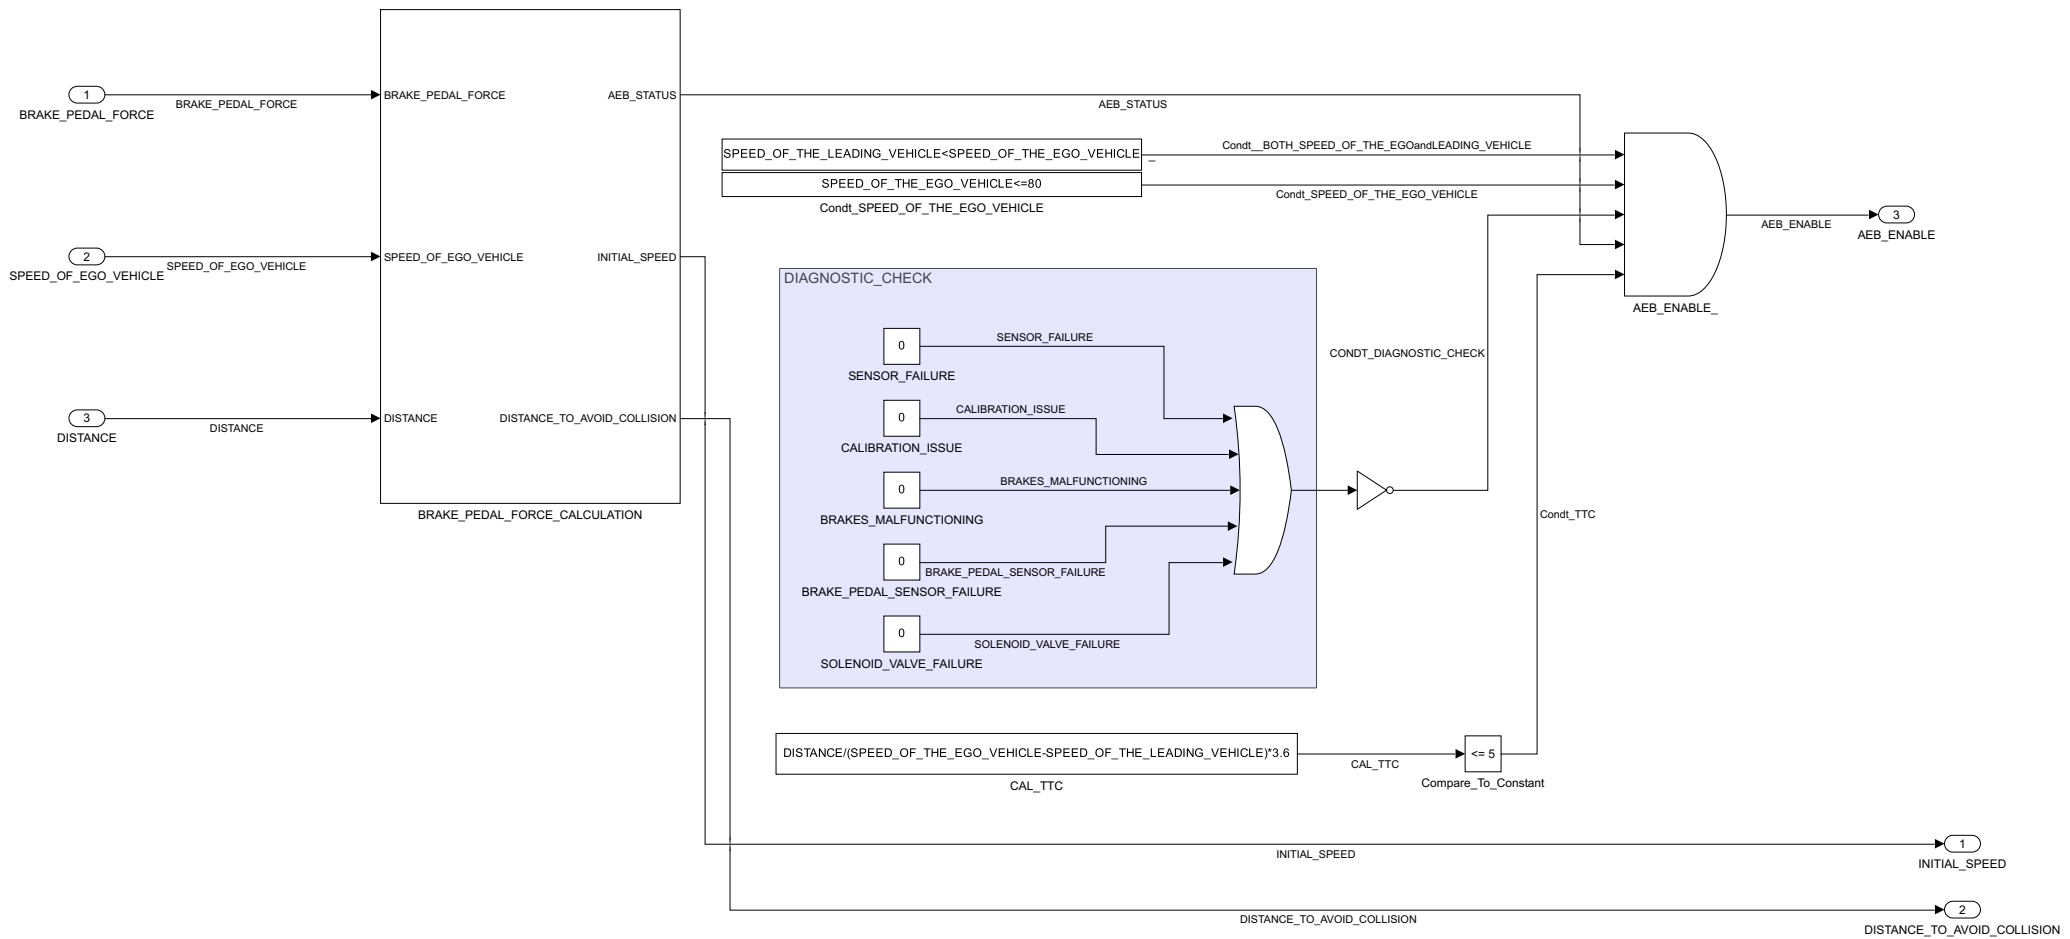 1
BRAKE_PEDAL_FORCE
BRAKE_PEDAL_FORCE
2
SPEED_OF_EGO_VEHICLE
SPEED_OF_EGO_VEHICLE
3
DISTANCE
DISTANCE
BRAKE_PEDAL_FORCE
AEB_STATUS
SPEED_OF_EGO_VEHICLE
INITIAL_SPEED
DISTANCE
DISTANCE_TO_AVOID_COLLISION
BRAKE_PEDAL_FORCE_CALCULATION
AEB_STATUS
SPEED_OF_THE_LEADING_VEHICLE<SPEED_OF_THE_EGO_VEHICLE
_
Condt__BOTH_SPEED_OF_THE_EGOandLEADING_VEHICLE
SPEED_OF_THE_EGO_VEHICLE<=80
Condt_SPEED_OF_THE_EGO_VEHICLE
Condt_SPEED_OF_THE_EGO_VEHICLE
DIAGNOSTIC_CHECK
0
SENSOR_FAILURE
SENSOR_FAILURE
0
CALIBRATION_ISSUE
CALIBRATION_ISSUE
0
BRAKES_MALFUNCTIONING
BRAKES_MALFUNCTIONING
0
BRAKE_PEDAL_SENSOR_FAILURE
BRAKE_PEDAL_SENSOR_FAILURE
0
SOLENOID_VALVE_FAILURE
SOLENOID_VALVE_FAILURE
CONDT_DIAGNOSTIC_CHECK
Condt_TTC
DISTANCE/(SPEED_OF_THE_EGO_VEHICLE-SPEED_OF_THE_LEADING_VEHICLE)*3.6
CAL_TTC
CAL_TTC
<= 5
Compare_To_Constant
AEB_ENABLE_
AEB_ENABLE
3
AEB_ENABLE
INITIAL_SPEED
1
INITIAL_SPEED
DISTANCE_TO_AVOID_COLLISION
2
DISTANCE_TO_AVOID_COLLISION